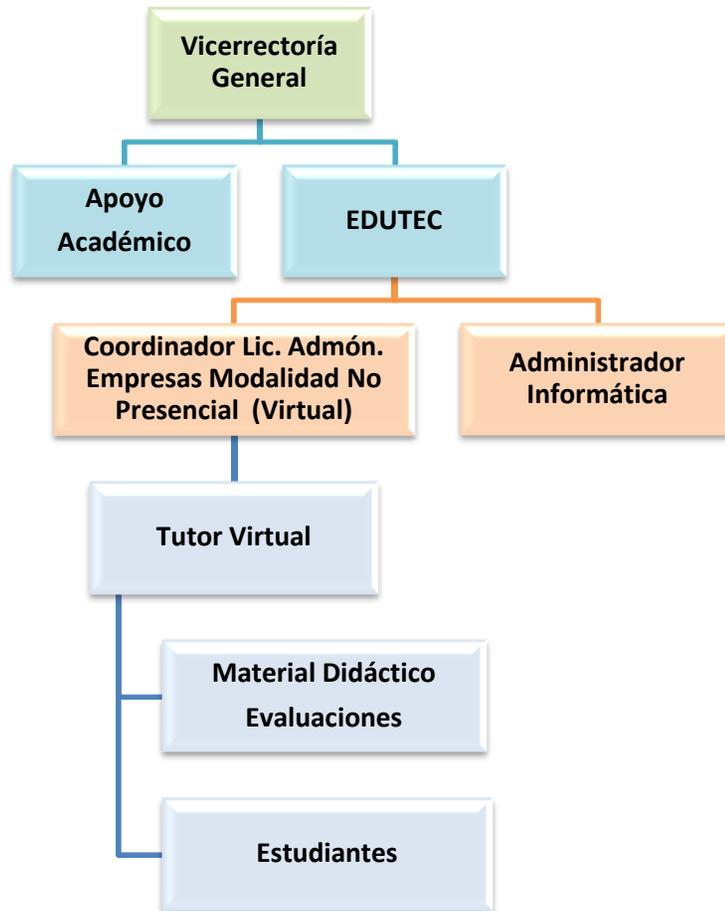 Vicerrectoría
General
Apoyo
Académico
EDUTEC
Coordinador Lic. Admón.
Empresas Modalidad No
Presencial (Virtual)
Administrador
Informática
Tutor Virtual
Material Didáctico
Evaluaciones
Estudiantes